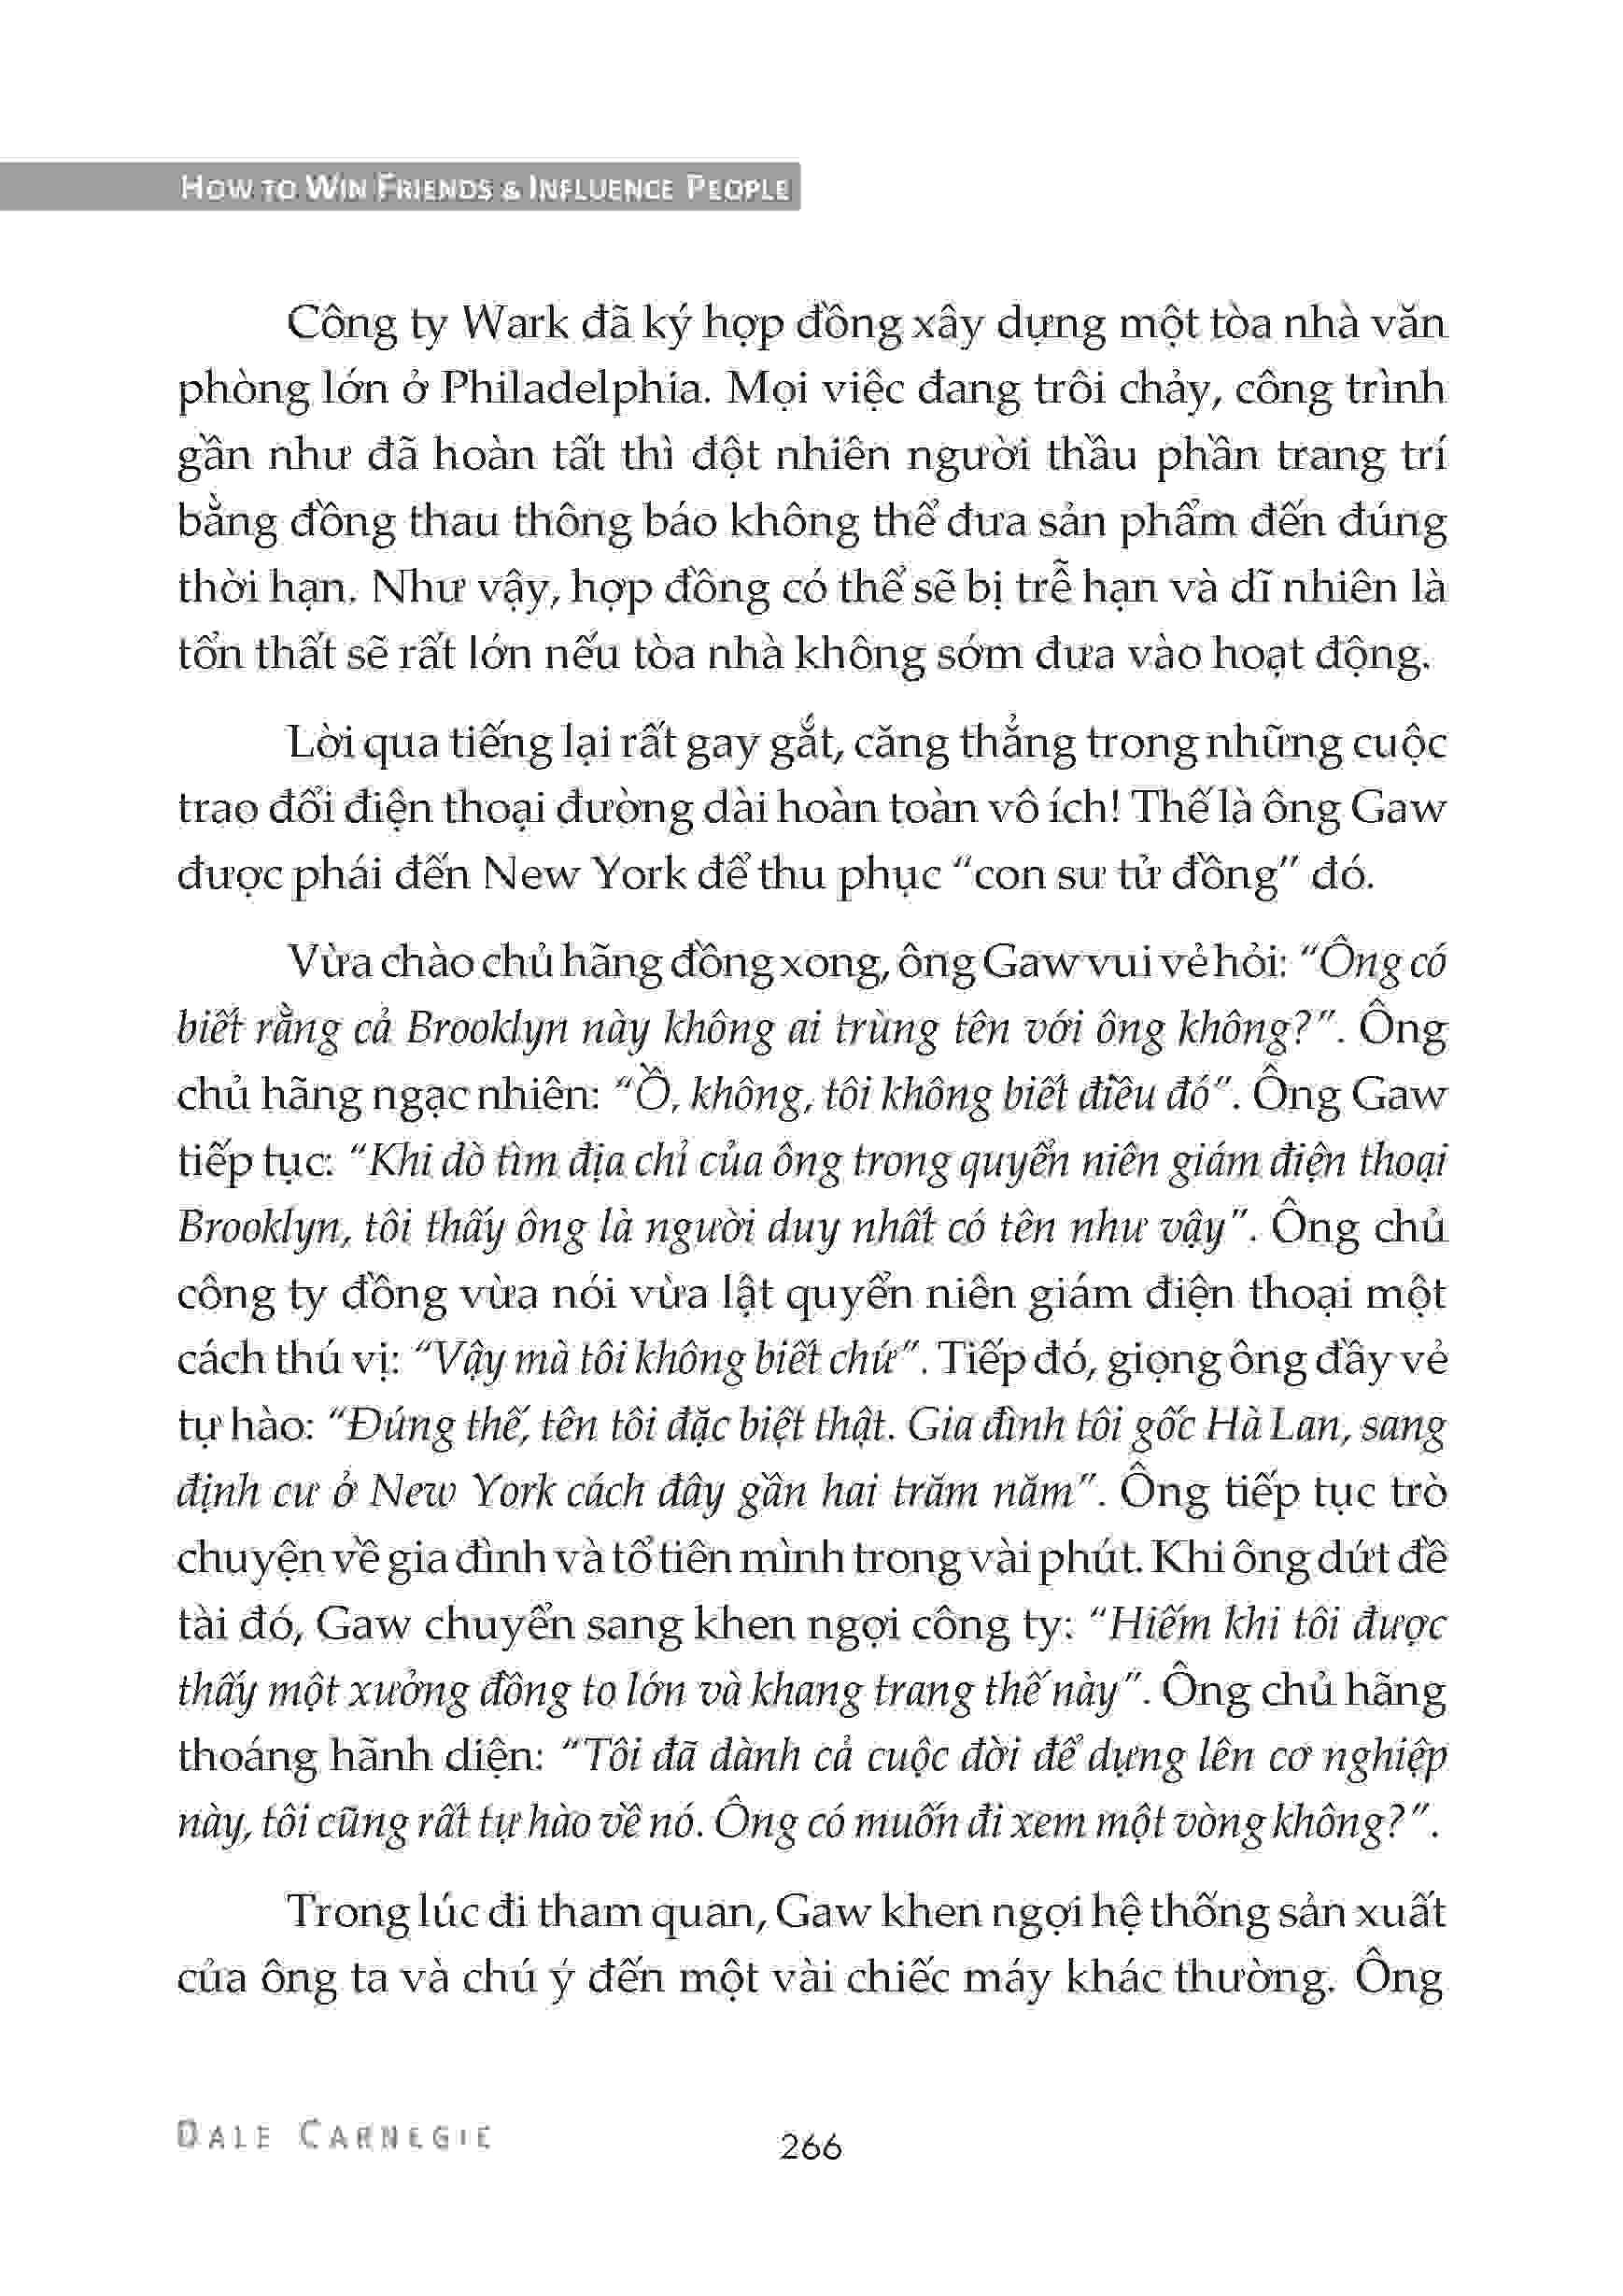 HOW TO WIN FRIENDS & INFLUENCE PEOPLE
Công ty Wark đã ký hợp đồng xây dựng một tòa nhà văn
phòng lớn ở Philadelphia. Mọi việc đang trôi chảy, công trình
gần như đã hoàn tất thì đột nhiên người thầu phần trang trí
bằng đồng thau thông báo không thể đưa sản phẩm đến đúng
thời hạn. Như vậy, hợp đồng có thể sẽ bị trễ hạn và dĩ nhiên là
tổn thất sẽ rất lớn nếu tòa nhà không sớm đưa vào hoạt động.
Lời qua tiếng lại rất gay gắt, căng thẳng trong những cuộc
trao đổi điện thoại đường dài hoàn toàn vô ích! Thế là ông Gaw
được phái đến New York để thu phục “con sư tử đồng” đó.
Vừa chào chủ hãng đồng xong, ông Gaw vui vẻ hỏi: “Ông có
biết rằng cả Brooklyn này không ai trùng tên với ông không?”. Ông
chủ hãng ngạc nhiên: “Ồ, không, tôi không biết điều đó”. Ông Gaw
tiếp tục: “Khi dò tìm địa chỉ của ông trong quyển niên giám điện thoại
Brooklyn, tôi thấy ông là người duy nhất có tên như vậy”. Ông chủ
công ty đồng vừa nói vừa lật quyển niên giám điện thoại một
cách thú vị: “Vậy mà tôi không biết chứ”. Tiếp đó, giọng ông đầy vẻ
tự hào: “Đúng thế, tên tôi đặc biệt thật. Gia đình tôi gốc Hà Lan, sang
định cư ở New York cách đây gần hai trăm năm”. Ông tiếp tục trò
chuyện về gia đình và tổ tiên mình trong vài phút. Khi ông dứt đề
tài đó, Gaw chuyển sang khen ngợi công ty: “Hiếm khi tôi được
thấy một xưởng đồng to lớn và khang trang thế này”. Ông chủ hãng
thoáng hãnh diện: “Tôi đã dành cả cuộc đời để dựng lên cơ nghiệp
này, tôi cũng rất tự hào về nó. Ông có muốn đi xem một vòng không?”.
Trong lúc đi tham quan, Gaw khen ngợi hệ thống sản xuất
của ông ta và chú ý đến một vài chiếc máy khác thường. Ông
DALE CARNEGIE
266